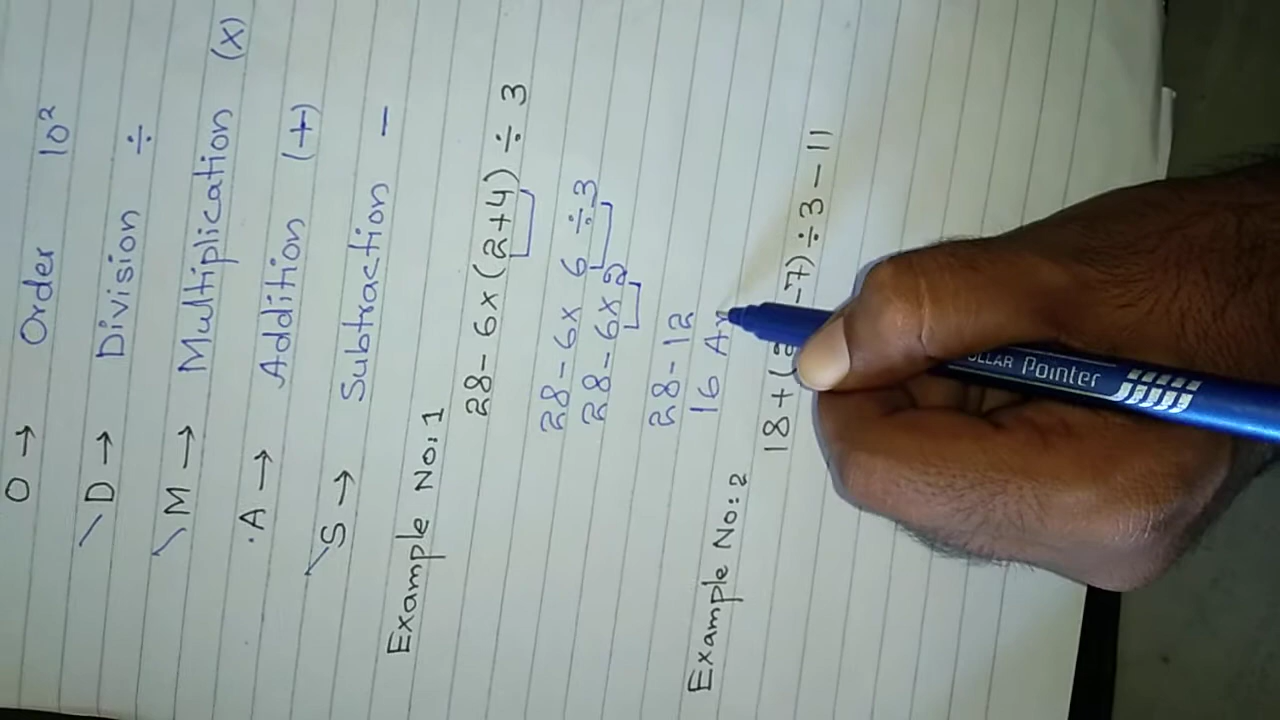 O → Order 10²
D → Division ÷
M → Multiplication (x)
A → Addition (+)
S → Subtraction −
Example No:1
28 - 6 x (2+4) ÷ 3
28 - 6 x 6 ÷ 3
28 - 6 x 2
28 - 12
16 An
Example No:2
18 + ( -7) ÷ 3 - 11
Pointer